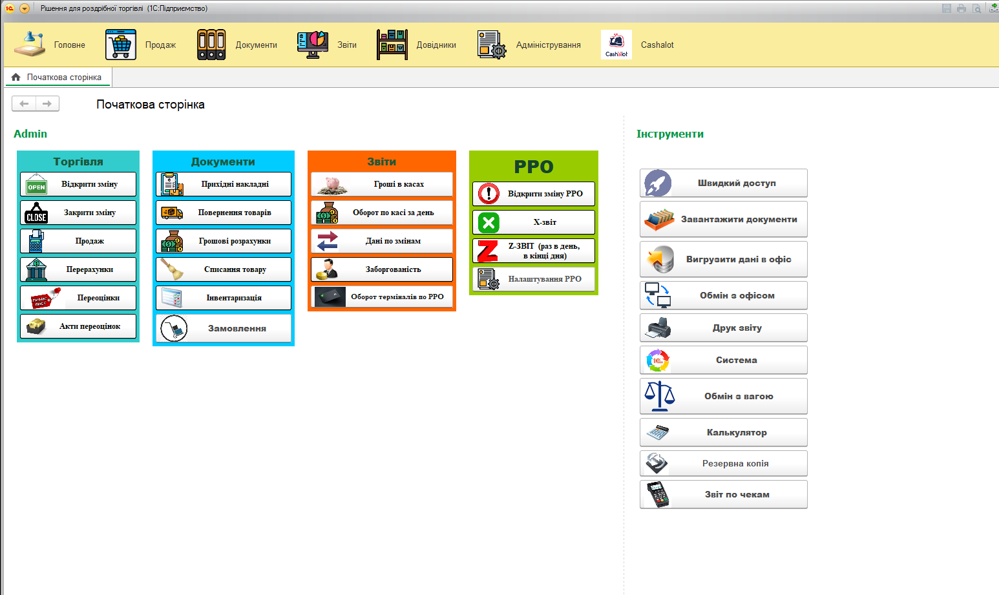 Рішення для роздрібної торгівлі  (1С:Підприємство)
Головне
Продаж
Документи
Звіти
Довідники
Адміністрування
Cashalot
Cashalot
Початкова сторінка
Початкова сторінка
Admin
Торгівля
OPEN
Відкрити зміну
CLOSE
Закрити зміну
Продаж
Перерахунки
ПРАЙС ЛИСТ
Переоцінки
Акти переоцінок
Документи
Прихідні накладні
Повернення товарів
Грошові розрахунки
Списання товару
Інвентаризація
Замовлення
Звіти
Гроші в касах
Оборот по касі за день
Дані по змінам
Заборгованість
Оборот терміналів по РРО
РРО
Відкрити зміну РРО
Х-звіт
Z-ЗВІТ  (раз в день,
в кінці дня)
Налаштування РРО
Інструменти
Швидкий доступ
Завантажити документи
Вигрузити дані в офіс
Обмін з офісом
Друк звіту
1С
Система
Обмін з вагою
Калькулятор
Резервна копія
Звіт по чекам